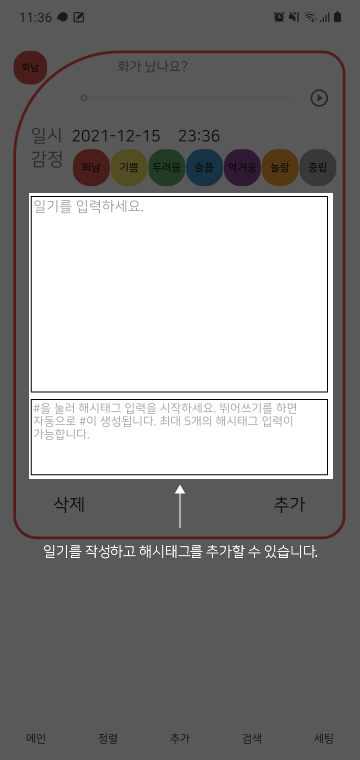 11:36
화남
화가 났나요?
일시 2021-12-15 23:36
감정
화남 기쁨 두려움 슬픔 역겨움 놀람 중립
일기를 입력하세요.
#을 눌러 해시태그 입력을 시작하세요. 뛰어쓰기를 하면
자동으로 #이 생성됩니다. 최대 5개의 해시태그 입력이
가능합니다.
삭제 추가
일기를 작성하고 해시태그를 추가할 수 있습니다.
메인 정렬 추가 검색 세팅